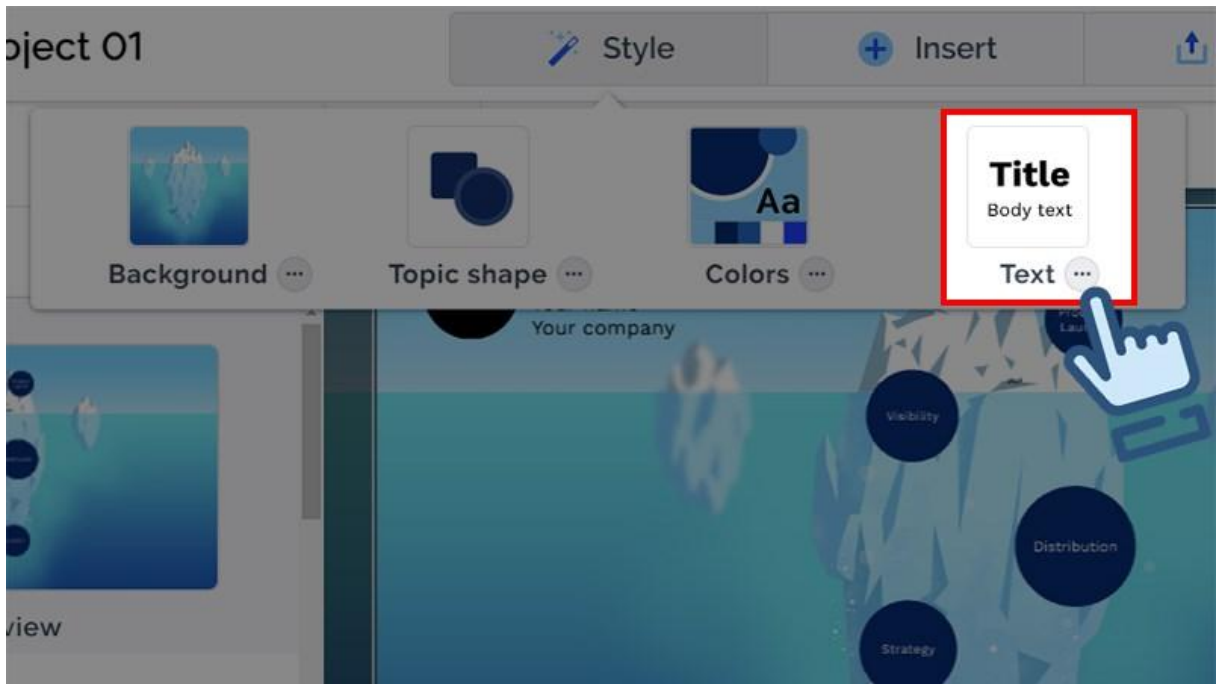 oject 01
Style
Insert
Title
Body text
Aa
Background
Topic shape
Colors
Text
Your company
Visibility
Distribution
Strategy
view